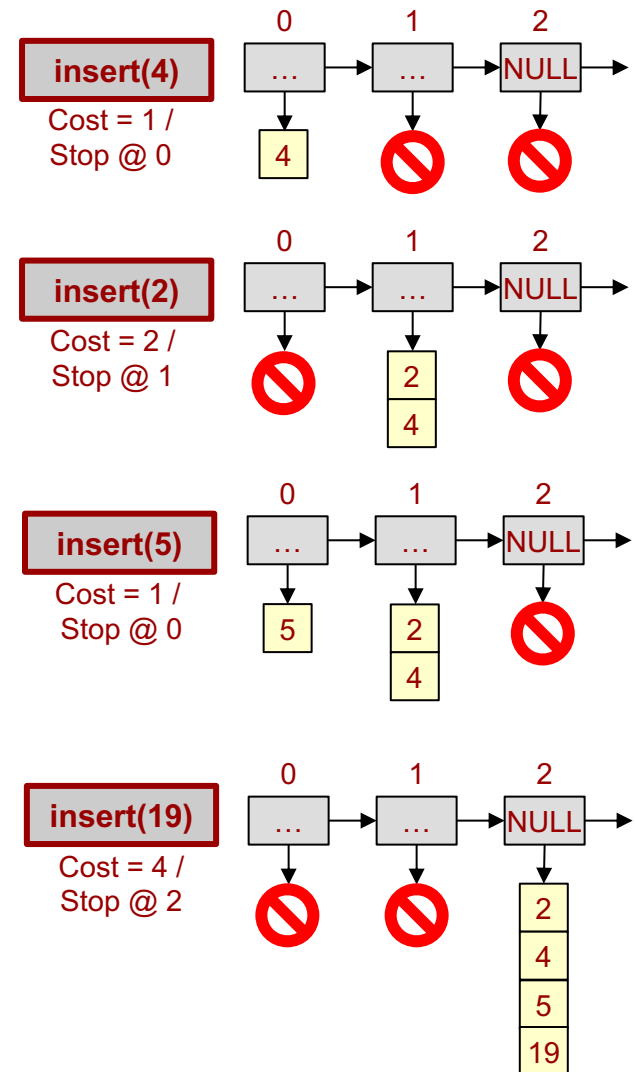 0 1 2
insert(4)
... ... NULL
Cost = 1 /
Stop @ 0
4
0 1 2
insert(2)
... ... NULL
Cost = 2 /
Stop @ 1
2
4
0 1 2
insert(5)
... ... NULL
Cost = 1 /
Stop @ 0
5 2
4
0 1 2
insert(19)
... ... NULL
Cost = 4 /
Stop @ 2
2
4
5
19